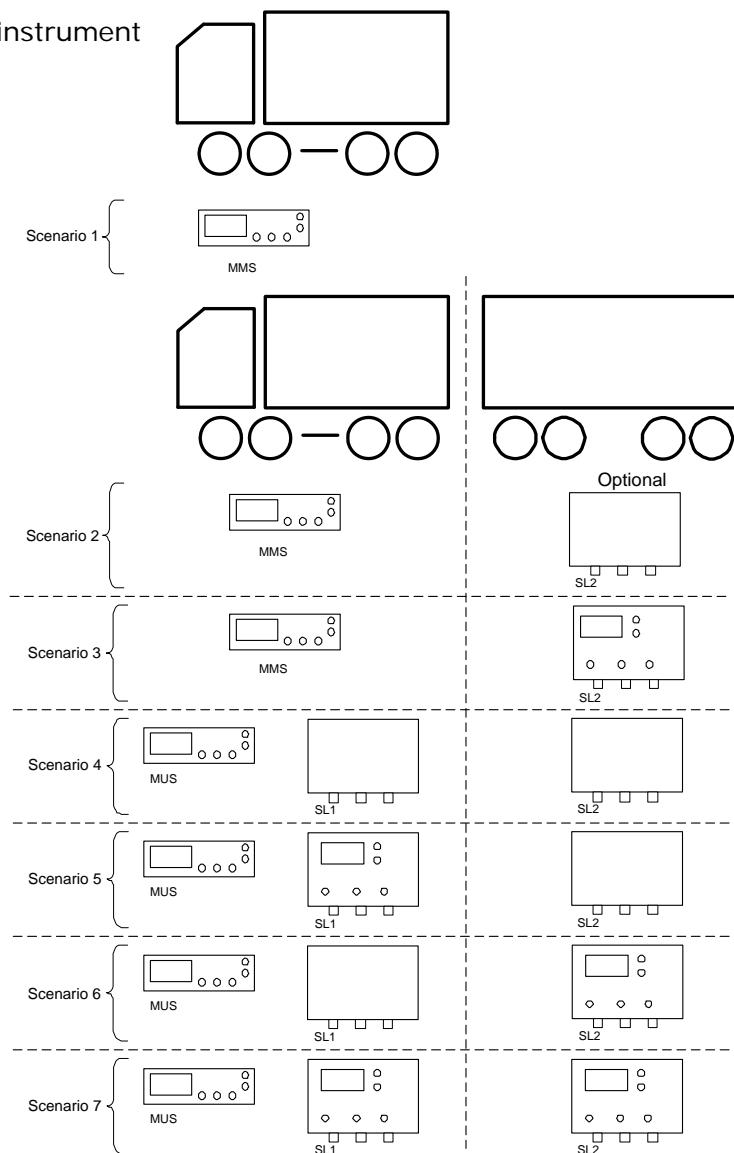 instrument
Scenario 1
MMS
Optional
Scenario 2
MMS
SL2
Scenario 3
MMS
SL2
Scenario 4
MUS
SL1
SL2
Scenario 5
MUS
SL1
SL2
Scenario 6
MUS
SL1
SL2
Scenario 7
MUS
SL1
SL2